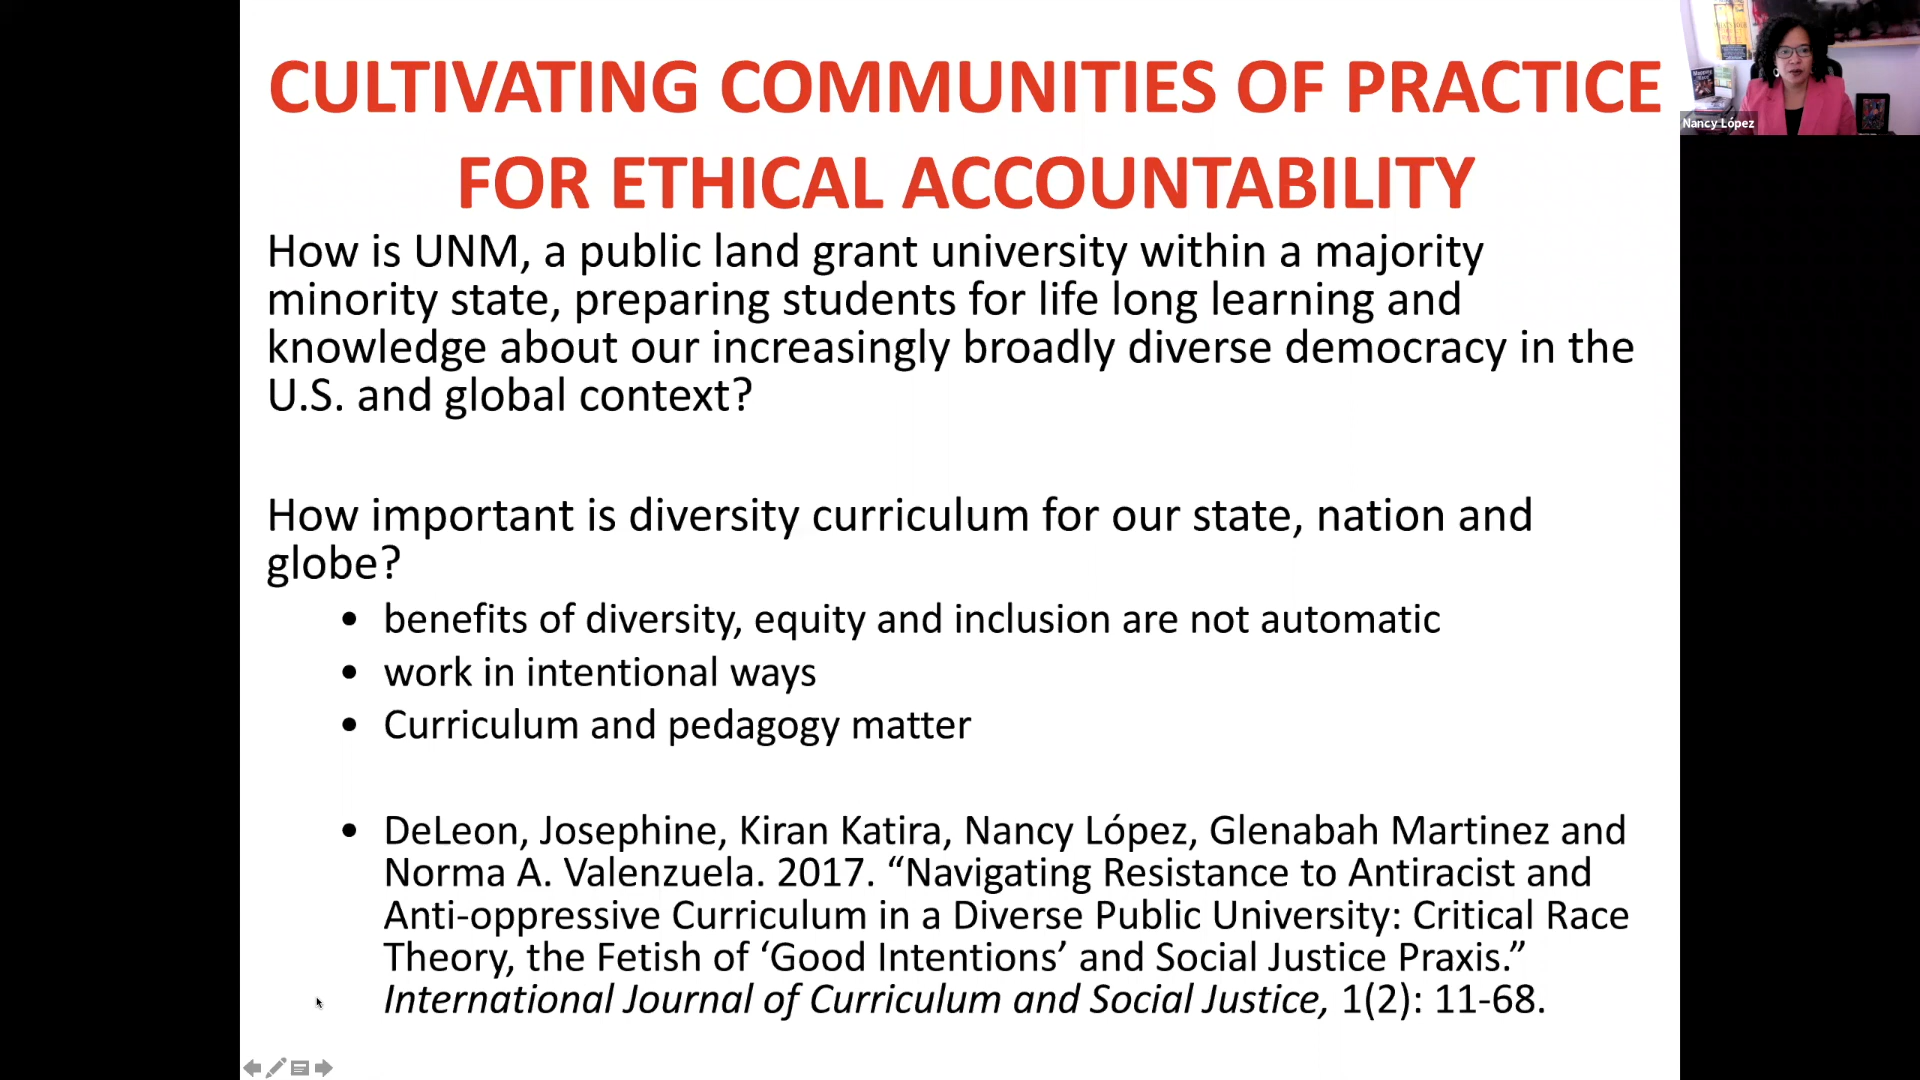 CULTIVATING COMMUNITIES OF PRACTICE
FOR ETHICAL ACCOUNTABILITY
Nancy López
How is UNM, a public land grant university within a majority
minority state, preparing students for life long learning and
knowledge about our increasingly broadly diverse democracy in the
U.S. and global context?
How important is diversity curriculum for our state, nation and
globe?
• benefits of diversity, equity and inclusion are not automatic
• work in intentional ways
• Curriculum and pedagogy matter
• DeLeon, Josephine, Kiran Katira, Nancy López, Glenabah Martinez and
Norma A. Valenzuela. 2017. “Navigating Resistance to Antiracist and
Anti-oppressive Curriculum in a Diverse Public University: Critical Race
Theory, the Fetish of ‘Good Intentions’ and Social Justice Praxis.”
International Journal of Curriculum and Social Justice, 1(2): 11-68.